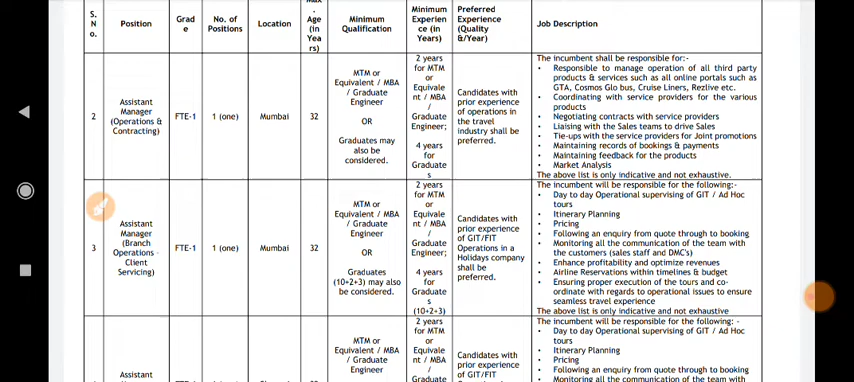 S. N o.
Position
Grad e
No. of Positions
Location
. Age (in Yea rs)
Minimum Qualification
Minimum Experien ce (in Years)
Preferred Experience (Quality &/Year)
Job Description
2
Assistant
Manager
(Operations &
Contracting)
FTE-1
1 (one)
Mumbai
32
MTM or
Equivalent / MBA
/ Graduate
Engineer
OR
Graduates may
also be
considered.
2 years
for MTM
or
Equivale
nt / MBA
/
Graduate
Engineer;
4 years
for
Graduate
s
Candidates with
prior experience
of operations in
the travel
industry shall be
preferred.
The incumbent shall be responsible for:-
• Responsible to manage operation of all third party
products & services such as all online portals such as
GTA, Cosmos Glo bus, Cruise Liners, Rezlive etc.
• Coordinating with service providers for the various
products
• Negotiating contracts with service providers
• Liaising with the Sales teams to drive Sales
• Tie-ups with the service providers for Joint promotions
• Maintaining records of bookings & payments
• Maintaining feedback for the products
• Market Analysis
The above list is only indicative and not exhaustive.
3
Assistant
Manager
(Branch
Operations -
Client
Servicing)
FTE-1
1 (one)
Mumbai
32
MTM or
Equivalent / MBA
/ Graduate
Engineer
OR
Graduates
(10+2+3) may also
be considered.
2 years
for MTM
or
Equivale
nt / MBA
/
Graduate
Engineer;
4 years
for
Graduate
s
(10+2+3)
Candidates with
prior experience
of GIT/FIT
Operations in a
Holidays company
shall be
preferred.
The incumbent will be responsible for the following:-
• Day to day Operational supervising of GIT / Ad Hoc
tours
• Itinerary Planning
• Pricing
• Following an enquiry from quote through to booking
• Monitoring all the communication of the team with
the customers (sales staff and DMC's)
• Enhance profitability and optimize revenues
• Airline Reservations within timelines & budget
• Ensuring proper execution of the tours and co-
ordinate with regards to operational issues to ensure
seamless travel experience
The above list is only indicative and not exhaustive
Assistant
MTM or
Equivalent / MBA
/ Graduate
Engineer
2 years
for MTM
or
Equivale
nt / MBA
/
Graduate
Candidates with
prior experience
of GIT/FIT
The incumbent will be responsible for the following: -
• Day to day Operational supervising of GIT / Ad Hoc
tours
• Itinerary Planning
• Pricing
• Following an enquiry from quote through to booking
• Monitoring all the communication of the team with